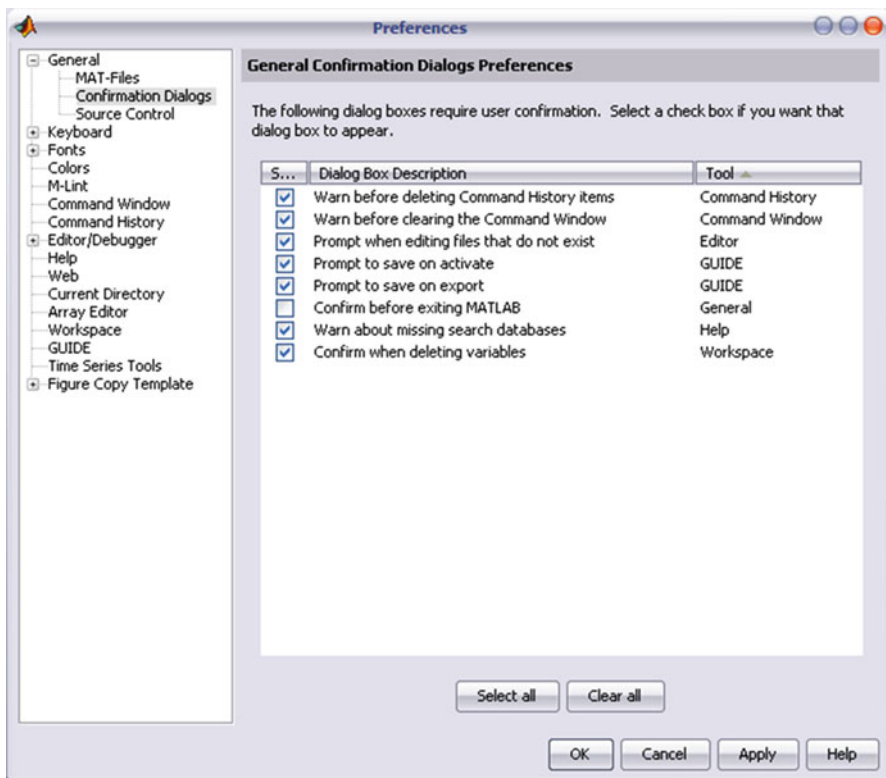 Preferences
General
MAT-Files
Confirmation Dialogs
Source Control
Keyboard
Fonts
Colors
M-Lint
Command Window
Command History
Editor/Debugger
Help
Web
Current Directory
Array Editor
Workspace
GUIDE
Time Series Tools
Figure Copy Template
General Confirmation Dialogs Preferences
The following dialog boxes require user confirmation. Select a check box if you want that
dialog box to appear.
S... Dialog Box Description Tool
Warn before deleting Command History items Command History
Warn before clearing the Command Window Command Window
Prompt when editing files that do not exist Editor
Prompt to save on activate GUIDE
Prompt to save on export GUIDE
Confirm before exiting MATLAB General
Warn about missing search databases Help
Confirm when deleting variables Workspace
Select all Clear all
OK Cancel Apply Help